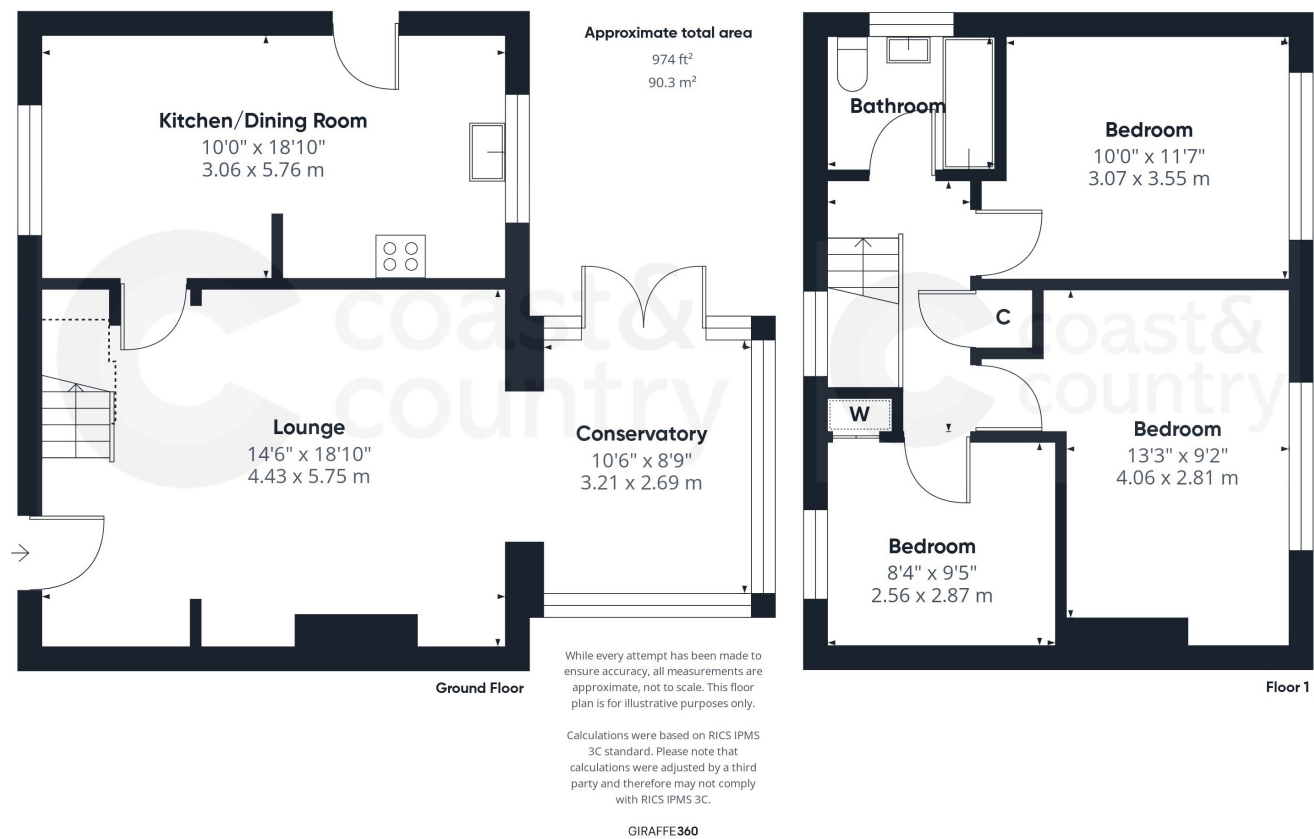 Approximate total area
974 ft²
90.3 m²
Kitchen/Dining Room
10'0" x 18'10"
3.06 x 5.76 m
Lounge
14'6" x 18'10"
4.43 x 5.75 m
Conservatory
10'6" x 8'9"
3.21 x 2.69 m
coast&
country
Ground Floor
Bathroom
Bedroom
10'0" x 11'7"
3.07 x 3.55 m
C
W
Bedroom
13'3" x 9'2"
4.06 x 2.81 m
Bedroom
8'4" x 9'5"
2.56 x 2.87 m
coast&
country
Floor 1
While every attempt has been made to
ensure accuracy, all measurements are
approximate, not to scale. This floor
plan is for illustrative purposes only.
Calculations were based on RICS IPMS
3C standard. Please note that
calculations were adjusted by a third
party and therefore may not comply
with RICS IPMS 3C.
GIRAFFE360